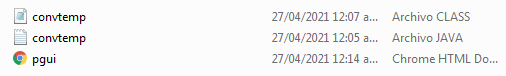 convtemp 27/04/2021 12:07 a... Archivo CLASS
convtemp 27/04/2021 12:05 a... Archivo JAVA
pgui 27/04/2021 12:14 a... Chrome HTML Do...